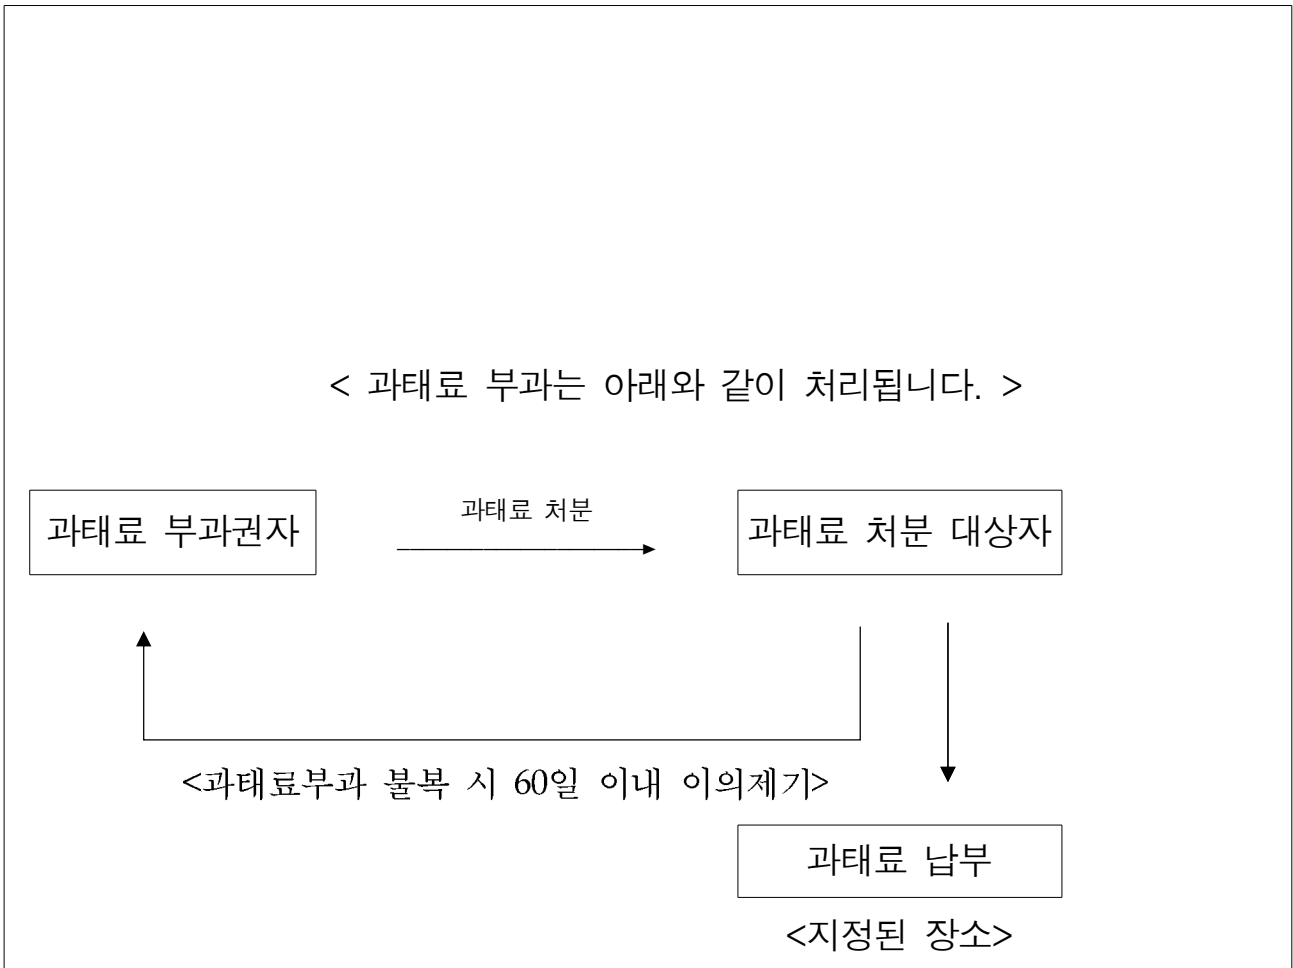 < 과태료 부과는 아래와 같이 처리됩니다. >
과태료 부과권자
과태료 처분
과태료 처분 대상자
<과태료부과 불복 시 60일 이내 이의제기>
과태료 납부
<지정된 장소>